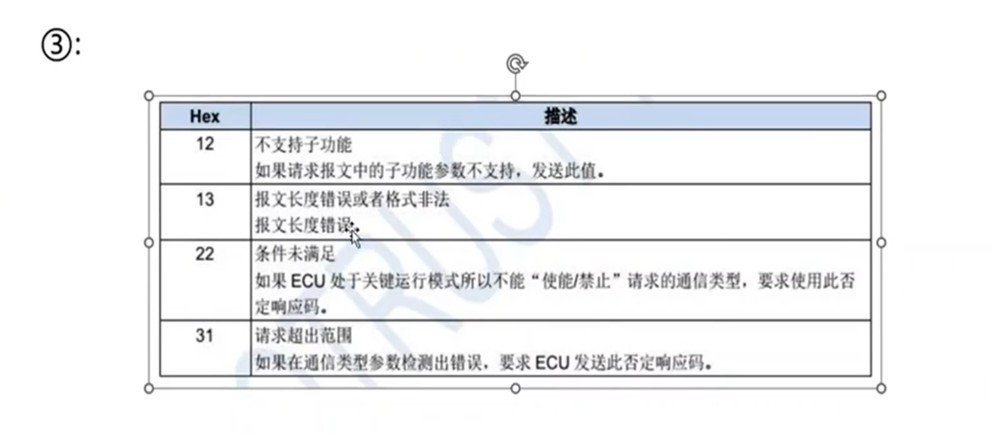 ③:
Hex 描述
12 不支持子功能
如果请求报文中的子功能参数不支持，发送此值。
13 报文长度错误或者格式非法
报文长度错误。
22 条件未满足
如果 ECU 处于关键运行模式所以不能“使能/禁止”请求的通信类型，要求使用此否
定响应码。
31 请求超出范围
如果在通信类型参数检测出错误，要求 ECU 发送此否定响应码。